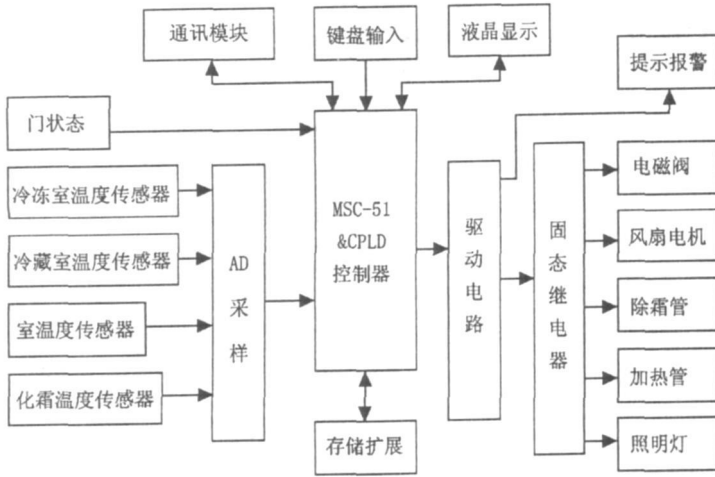 通讯模块
键盘输入
液晶显示
提示报警
门状态
冷冻室温度传感器
冷藏室温度传感器
室温度传感器
化霜温度传感器
AD
采
样
MSC-51
&CPLD
控制器
存储扩展
驱
动
电
路
固
态
继
电
器
电磁阀
风扇电机
除霜管
加热管
照明灯